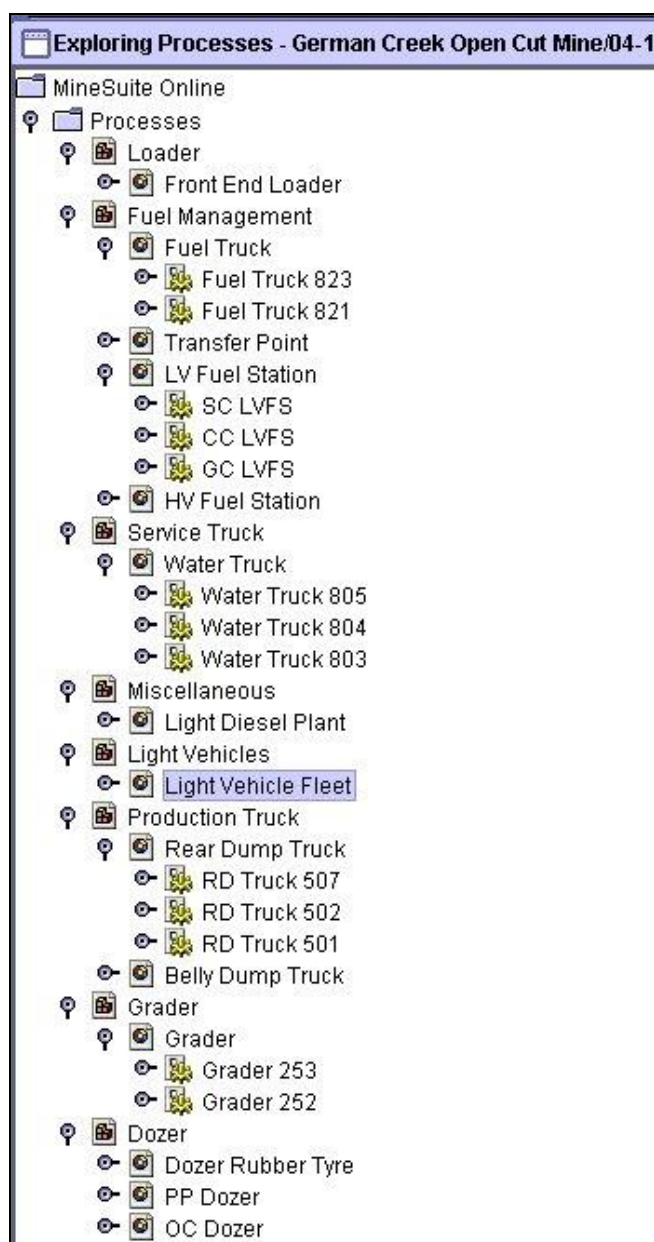 Exploring Processes - German Creek Open Cut Mine/04-1
MineSuite Online
Processes
Loader
Front End Loader
Fuel Management
Fuel Truck
Fuel Truck 823
Fuel Truck 821
Transfer Point
LV Fuel Station
SC LVFS
CC LVFS
GC LVFS
HV Fuel Station
Service Truck
Water Truck
Water Truck 805
Water Truck 804
Water Truck 803
Miscellaneous
Light Diesel Plant
Light Vehicles
Light Vehicle Fleet
Production Truck
Rear Dump Truck
RD Truck 507
RD Truck 502
RD Truck 501
Belly Dump Truck
Grader
Grader
Grader 253
Grader 252
Dozer
Dozer Rubber Tyre
PP Dozer
OC Dozer